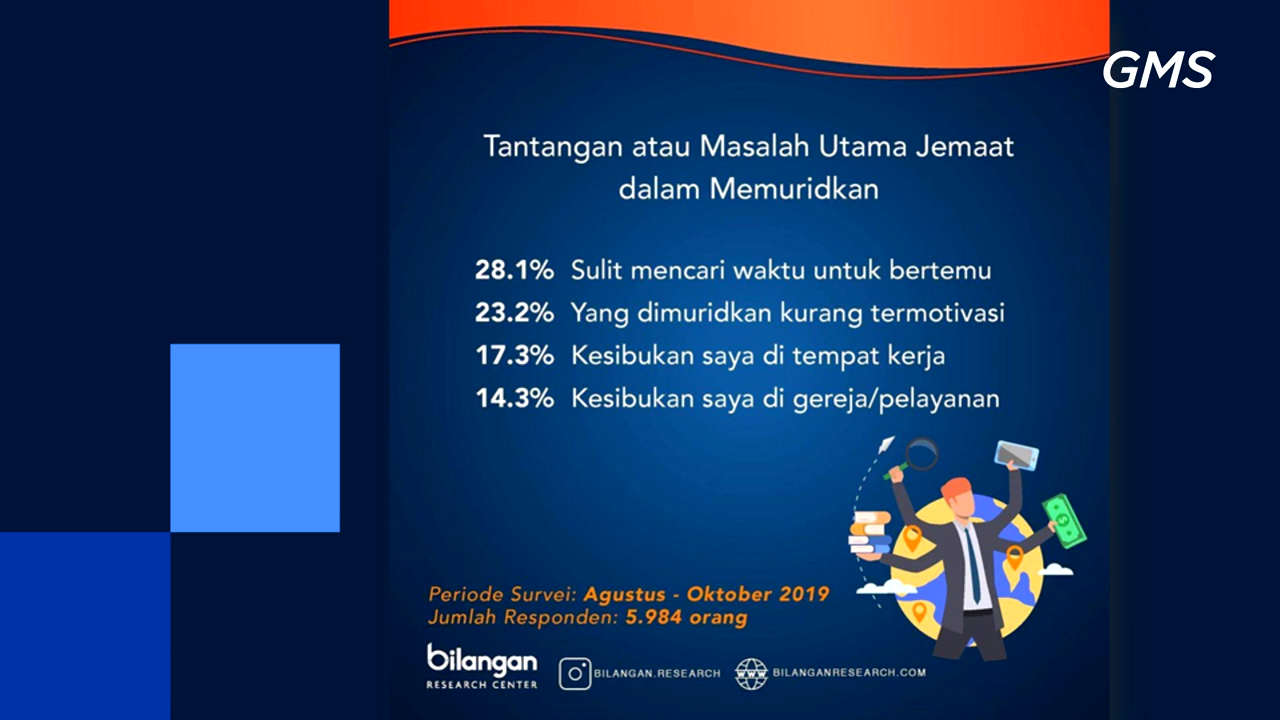 GMS
Tantangan atau Masalah Utama Jemaat
dalam Memuridkan
28.1% Sulit mencari waktu untuk bertemu
23.2% Yang dimuridkan kurang termotivasi
17.3% Kesibukan saya di tempat kerja
14.3% Kesibukan saya di gereja/pelayanan
Periode Survei: Agustus - Oktober 2019
Jumlah Responden: 5.984 orang
bilangan
RESEARCH CENTER
BILANGAN.RESEARCH
WWW
BILANGANRESEARCH.COM